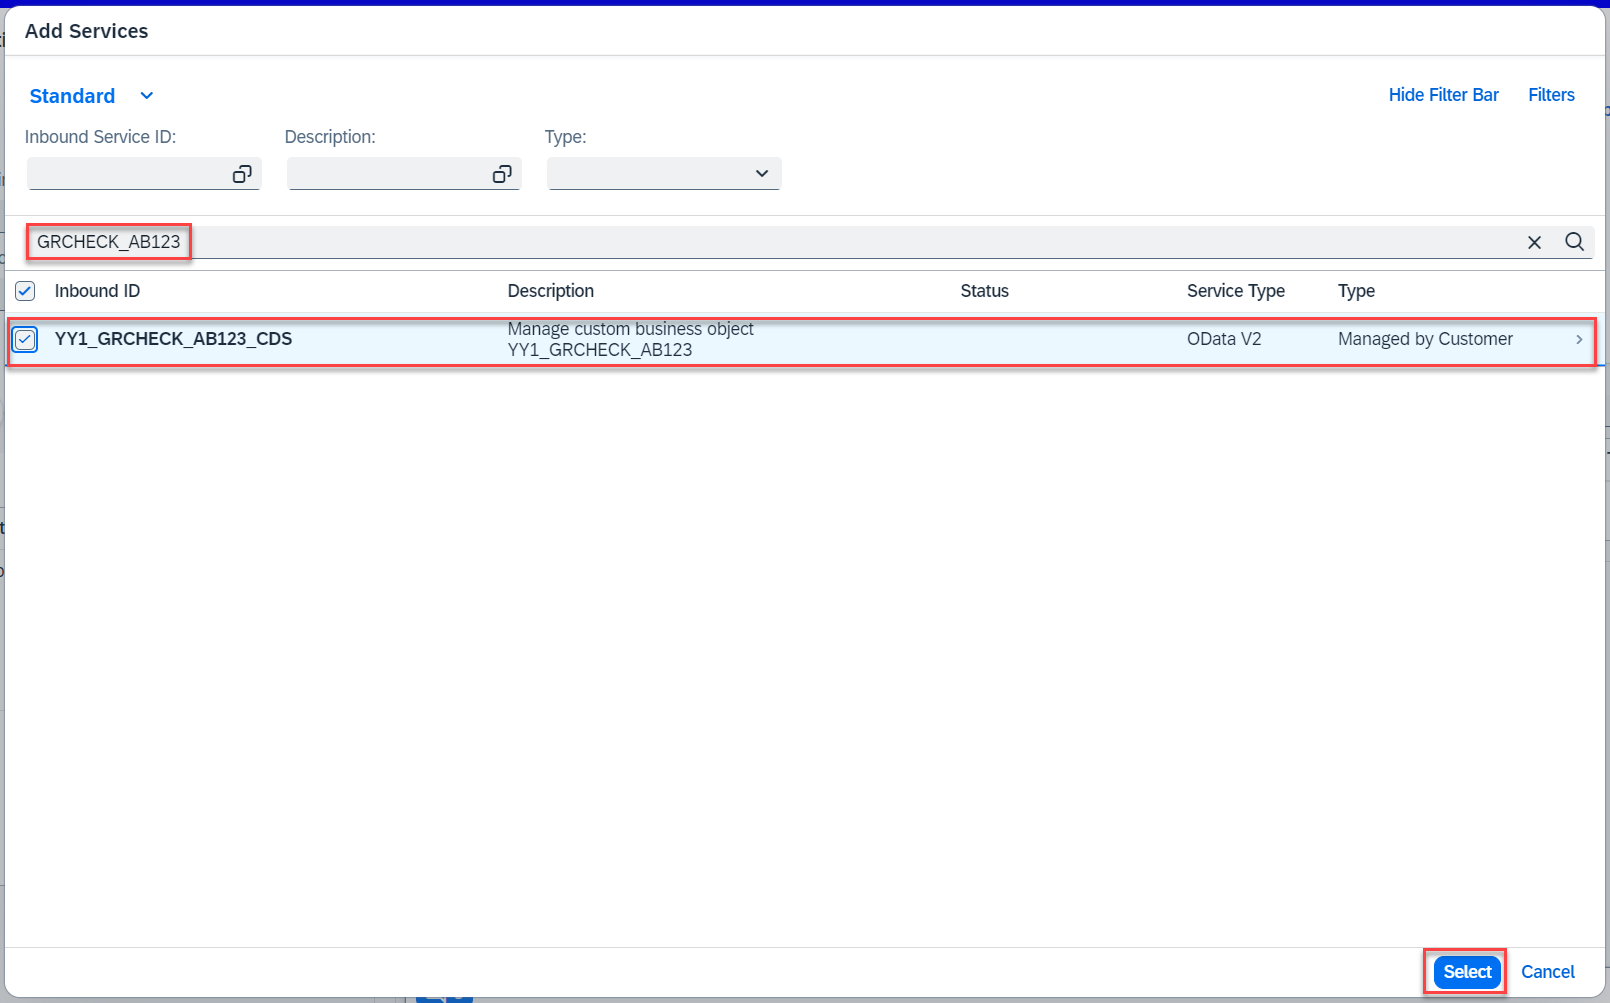 Add Services
Standard
Hide Filter Bar Filters
Inbound Service ID: Description: Type:
GRCHECK_AB123
Inbound ID Description Status Service Type Type
YY1_GRCHECK_AB123_CDS Manage custom business object OData V2 Managed by Customer
YY1_GRCHECK_AB123
Select Cancel